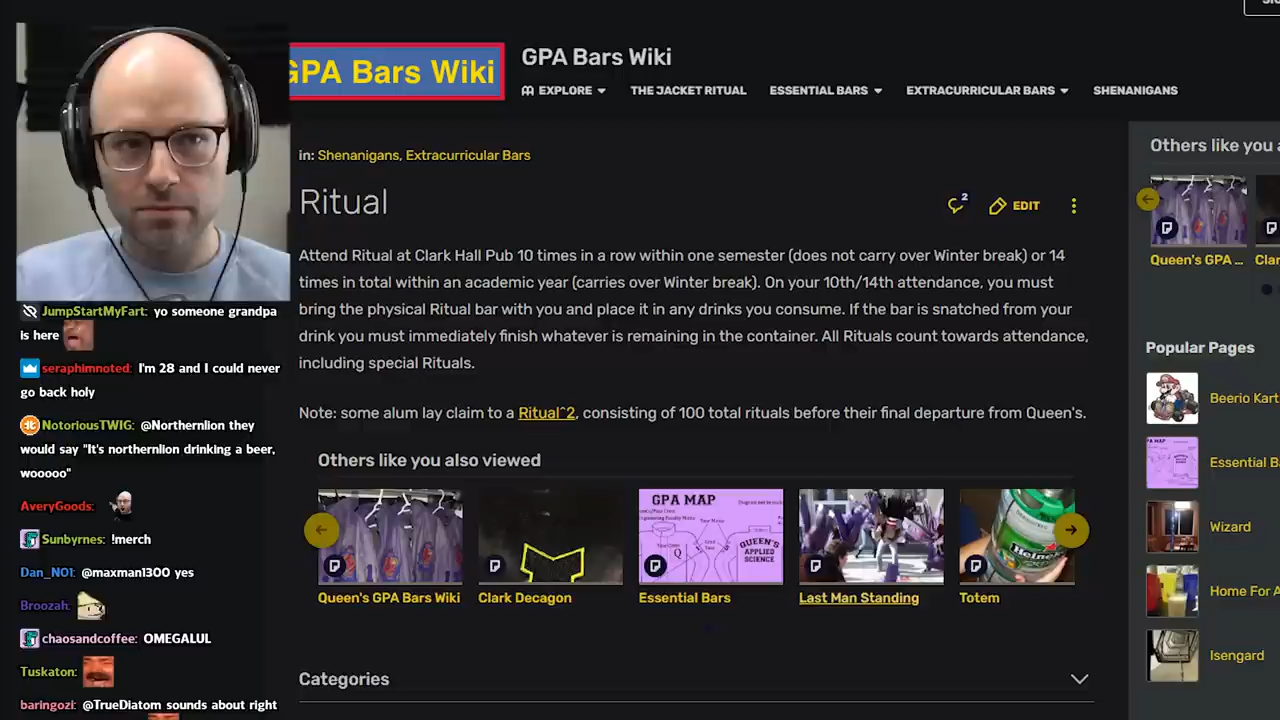 GPA Bars Wiki
GPA Bars Wiki
EXPLORE
THE JACKET RITUAL
ESSENTIAL BARS
EXTRACURRICULAR BARS
SHENANIGANS
in: Shenanigans, Extracurricular Bars
Ritual
2
EDIT
Attend Ritual at Clark Hall Pub 10 times in a row within one semester (does not carry over Winter break) or 14
times in total within an academic year (carries over Winter break). On your 10th/14th attendance, you must
bring the physical Ritual bar with you and place it in any drinks you consume. If the bar is snatched from your
drink you must immediately finish whatever is remaining in the container. All Rituals count towards attendance,
including special Rituals.
Note: some alum lay claim to a Ritual^2, consisting of 100 total rituals before their final departure from Queen's.
Others like you also viewed
GPA MAP
QUEEN'S
APPLIED
SCIENCE
Queen's GPA Bars Wiki
Clark Decagon
Essential Bars
Last Man Standing
Totem
Categories
Others like you a
Queen's GPA ...
Clar
Popular Pages
Beerio Kart
Essential B
Wizard
Home For A
Isengard
JumpStartMyFart: yo someone grandpa
is here
seraphimnoted: I'm 28 and I could never
go back holy
NotoriousTWIG: @Northernlion they
would say "It's northernlion drinking a beer,
wooooo"
AveryGoods:
Sunbyrnes: !merch
Dan_NO1: @maxman1300 yes
Broozah:
chaosandcoffee: OMEGALUL
Tuskaton:
baringozi: @TrueDiatom sounds about right